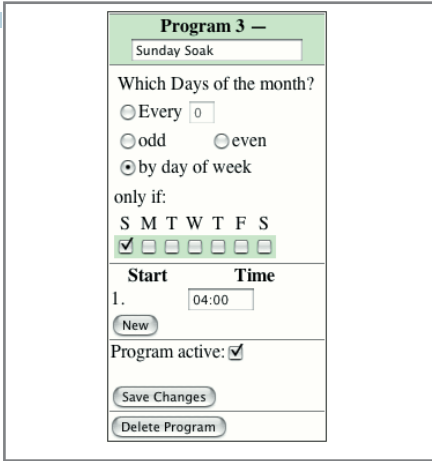 Program 3 —
Sunday Soak
Which Days of the month?
Every 0
odd even
by day of week
only if:
S M T W T F S
Start Time
1. 04:00
New
Program active:
Save Changes
Delete Program